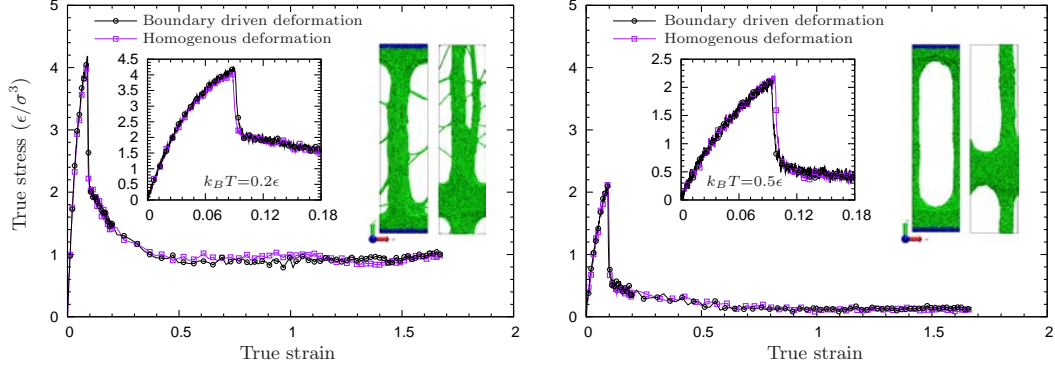 Boundary driven deformation
Homogenous deformation
True stress (ϵ/σ³)
5
4
3
2
1
0
0 0.5 1 1.5 2
True strain
4.5
4
3.5
3
2.5
2
1.5
1
0.5
0
0 0.06 0.12 0.18
k_BT=0.2ϵ
Boundary driven deformation
Homogenous deformation
5
4
3
2
1
0
0 0.5 1 1.5 2
True strain
2.5
2
1.5
1
0.5
0
0 0.06 0.12 0.18
k_BT=0.5ϵ